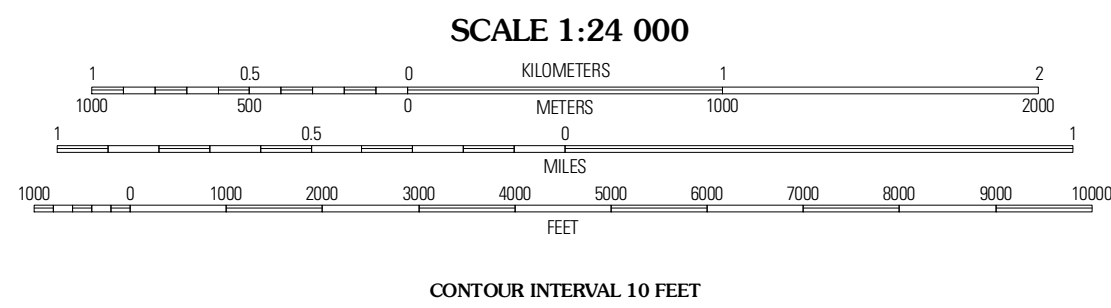 SCALE 1:24 000
1 0.5 0 KILOMETERS 1 2
1000 500 0 METERS 1000 2000
1 0.5 0 1
MILES
1000 0 1000 2000 3000 4000 5000 6000 7000 8000 9000 10000
FEET
CONTOUR INTERVAL 10 FEET